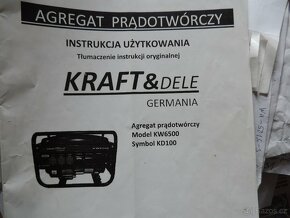 AGREGAT PRĄDOTWÓRCZY
INSTRUKCJA UŻYTKOWANIA
Tłumaczenie instrukcji oryginalnej
KRAFT&DELE
GERMANIA
Agregat prądotwórczy
Model KW6500
Symbol KD100